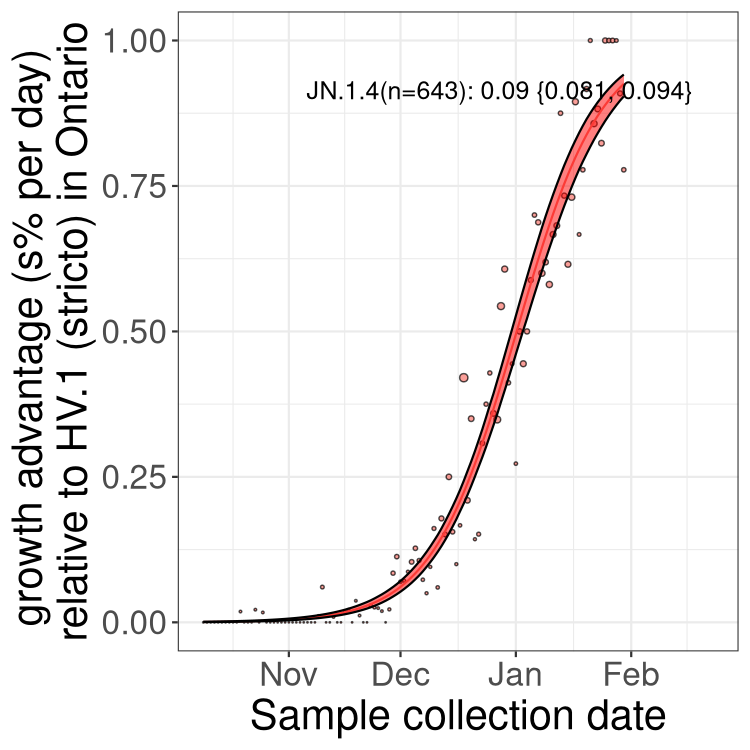 growth advantage (s% per day)
relative to HV.1 (stricto) in Ontario
1.00
0.75
0.50
0.25
0.00
JN.1.4(n=643): 0.09 {0.081, 0.094}
Nov Dec Jan Feb
Sample collection date